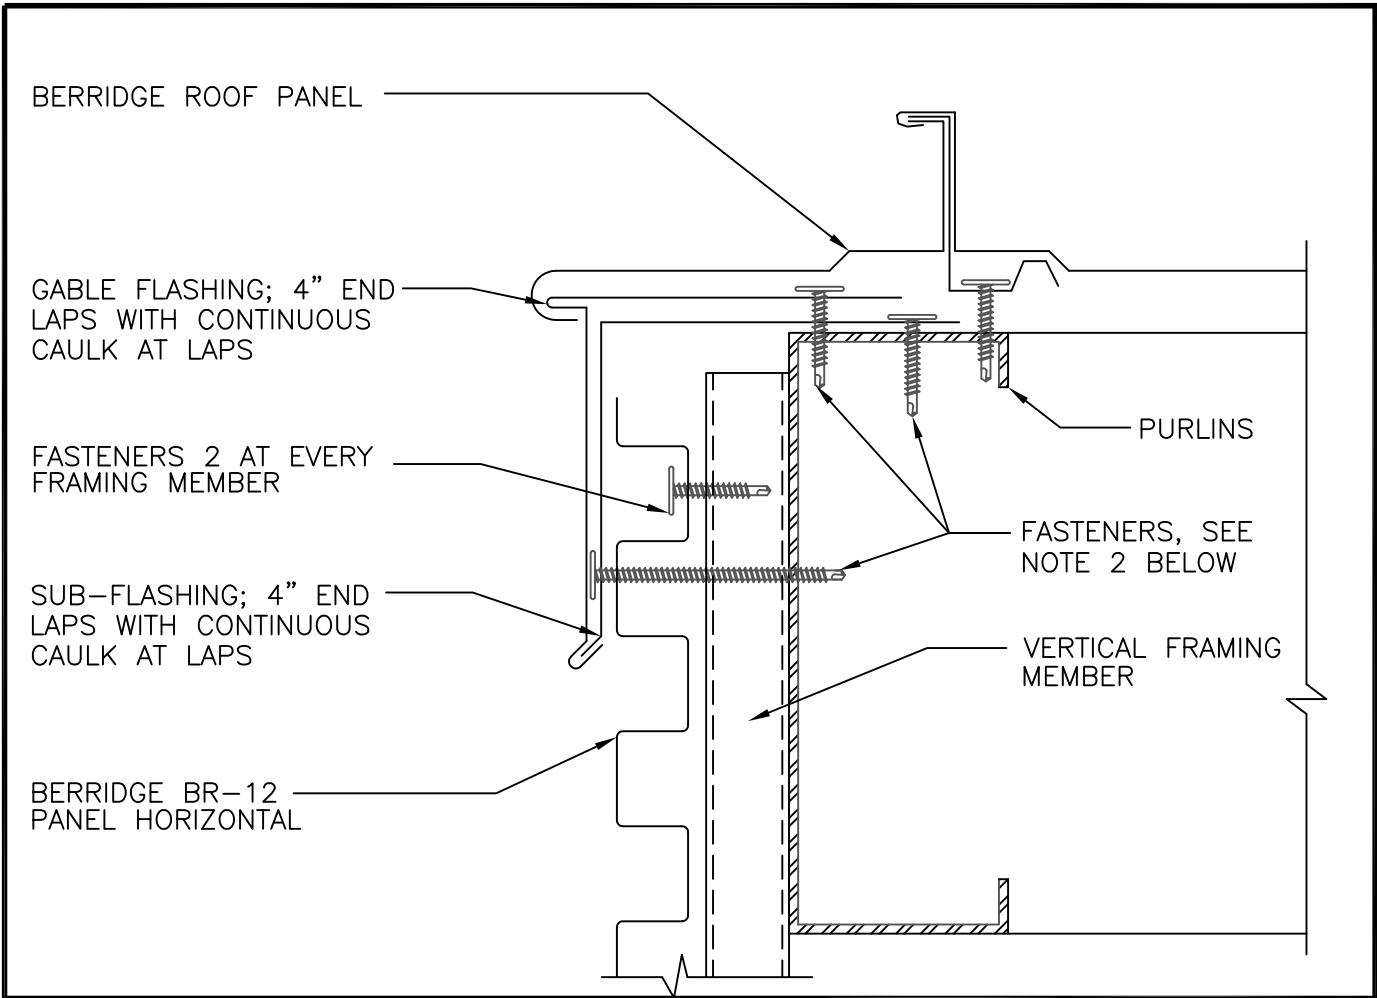 BERRIDGE ROOF PANEL
GABLE FLASHING; 4” END
LAPS WITH CONTINUOUS
CAULK AT LAPS
FASTENERS 2 AT EVERY
FRAMING MEMBER
SUB-FLASHING; 4” END
LAPS WITH CONTINUOUS
CAULK AT LAPS
BERRIDGE BR-12
PANEL HORIZONTAL
PURLINS
FASTENERS, SEE
NOTE 2 BELOW
VERTICAL FRAMING
MEMBER